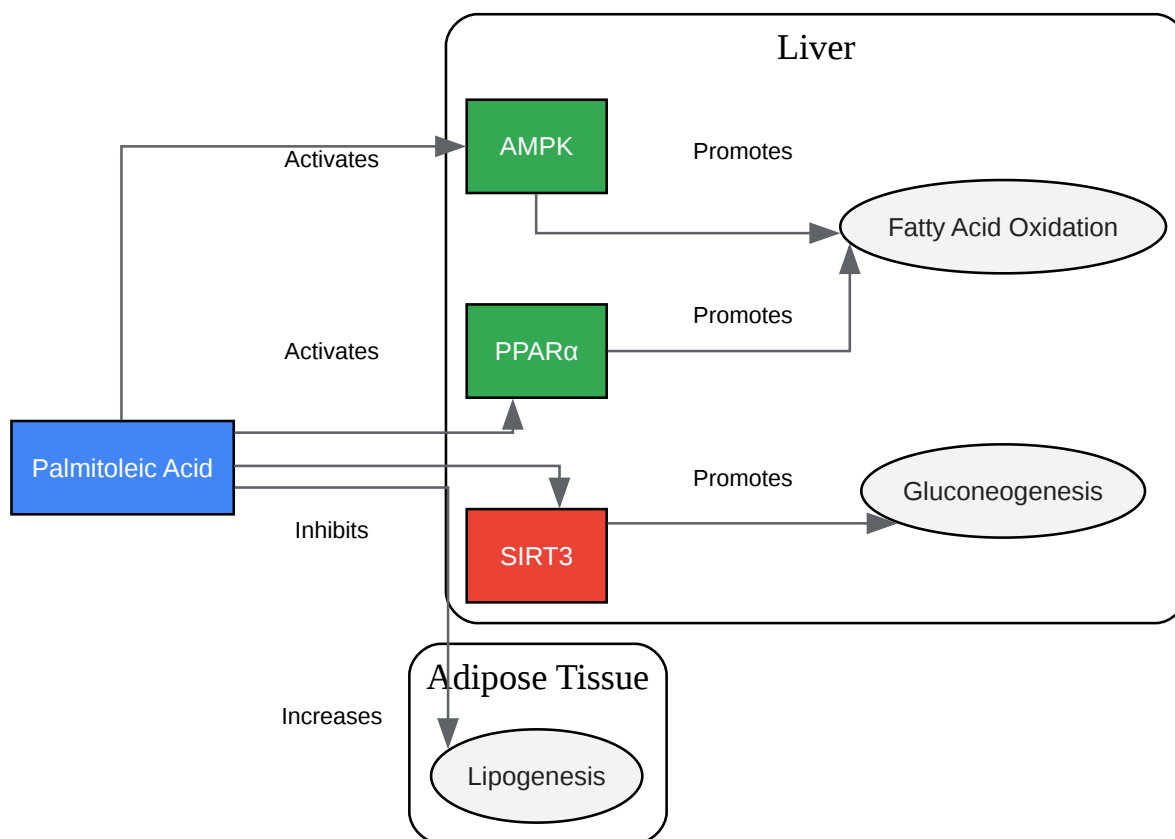 Liver
AMPK
Activates
Promotes
Fatty Acid Oxidation
PPARα
Activates
Promotes
Palmitoleic Acid
Inhibits
SIRT3
Promotes
Gluconeogenesis
Adipose Tissue
Increases
Lipogenesis